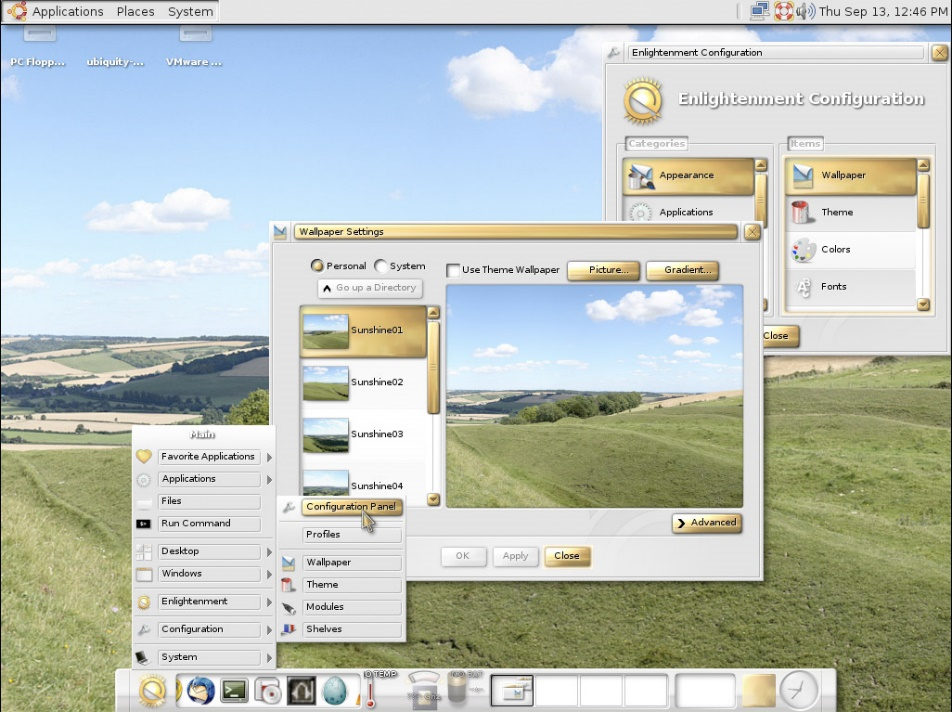 Applications Places System
Thu Sep 13, 12:46 PM
PC Flopp... ubiquity-... VMware ...
Enlightenment Configuration
Enlightenment Configuration
Categories
Items
Appearance
Applications
Wallpaper
Theme
Colors
Fonts
Close
Wallpaper Settings
Personal System
Use Theme Wallpaper
Picture...
Gradient...
Go up a Directory
Sunshine01
Sunshine02
Sunshine03
Sunshine04
Advanced
OK
Apply
Close
Main
Favorite Applications
Applications
Files
Run Command
Desktop
Windows
Enlightenment
Configuration
System
Configuration Panel
Profiles
Wallpaper
Theme
Modules
Shelves
TEMP